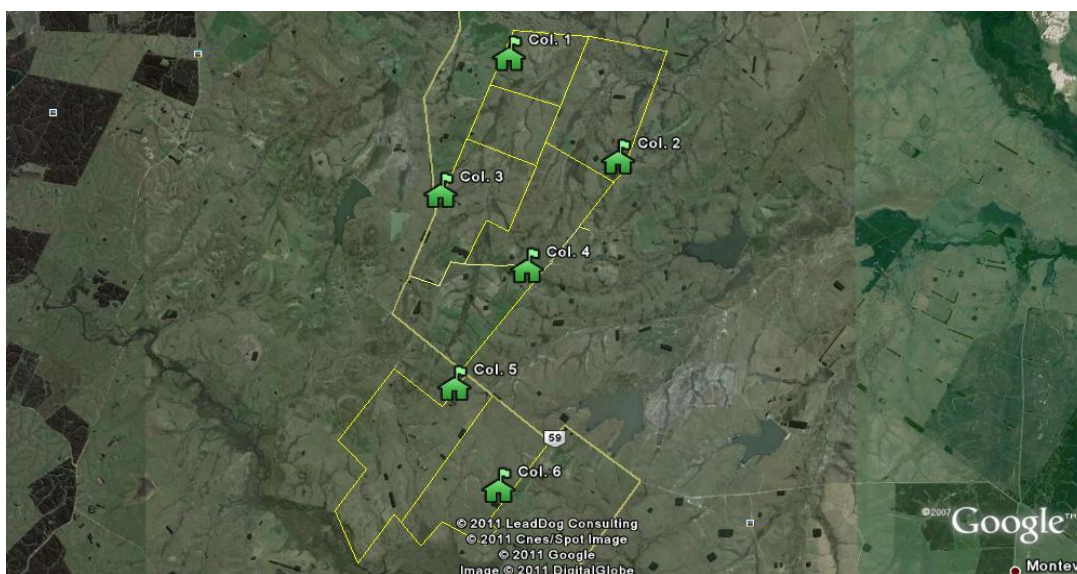 Col. 1
Col. 2
Col. 3
Col. 4
Col. 5
59
Col. 6
© 2011 LeadDog Consulting
© 2011 Cnes/Spot Image
© 2011 Google
Image © 2011 DigitalGlobe
©2007 Google™
Montev